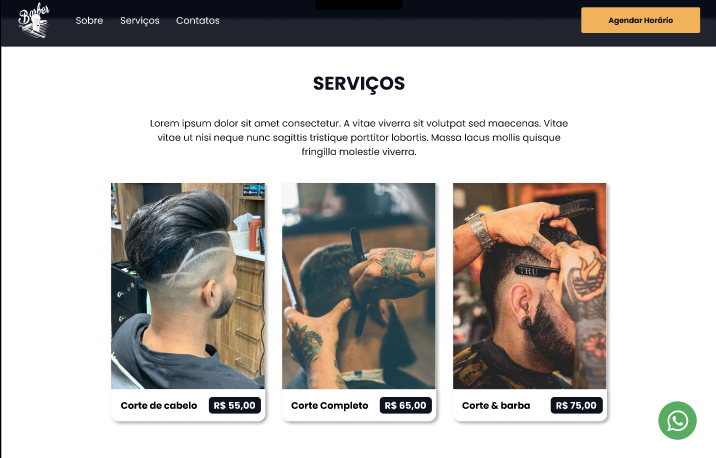 Barber
Sobre
Serviços
Contatos
Agendar Horário
SERVIÇOS
Lorem ipsum dolor sit amet consectetur. A vitae viverra sit volutpat sed maecenas. Vitae
vitae ut nisi neque nunc sagittis tristique porttitor lobortis. Massa lacus mollis quisque
fringilla molestie viverra.
TRU
Corte de cabelo
R$ 55,00
Corte Completo
R$ 65,00
Corte & barba
R$ 75,00